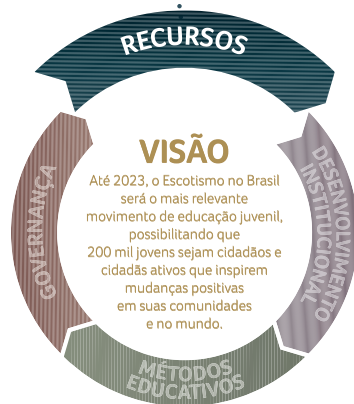 RECURSOS
VISÃO
Até 2023, o Escotismo no Brasil
será o mais relevante
movimento de educação juvenil,
possibilitando que
200 mil jovens sejam cidadãos e
cidadãs ativos que inspirem
mudanças positivas
em suas comunidades
e no mundo.
DESENVOLVIMENTO
INSTITUCIONAL
MÉTODOS
EDUCATIVOS
GOVERNANÇA